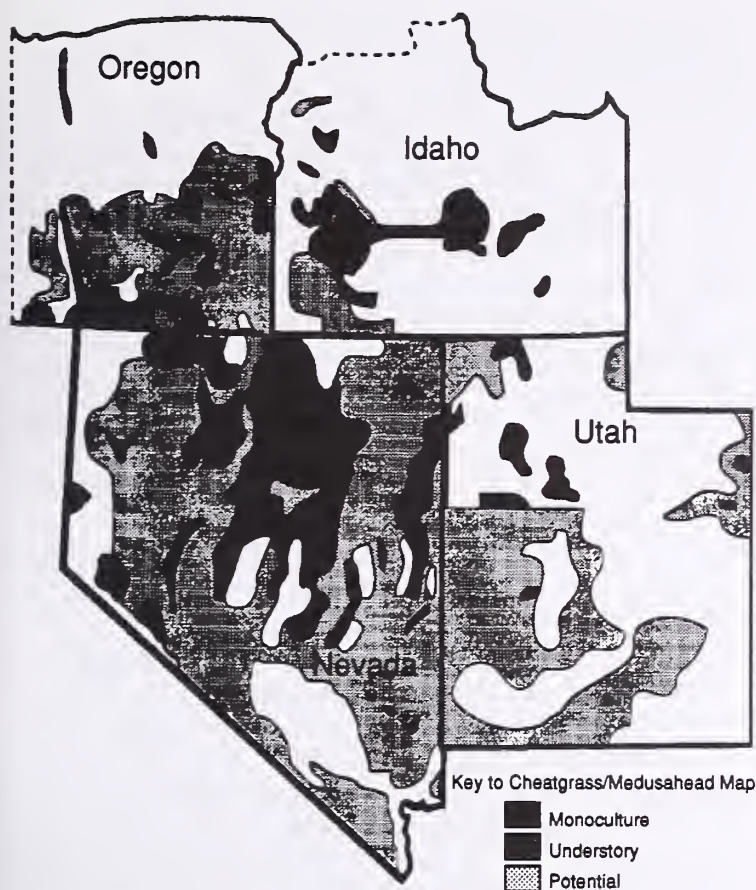 Oregon
Idaho
Utah
Nevada
Key to Cheatgrass/Medusahead Map
Monoculture
Understory
Potential